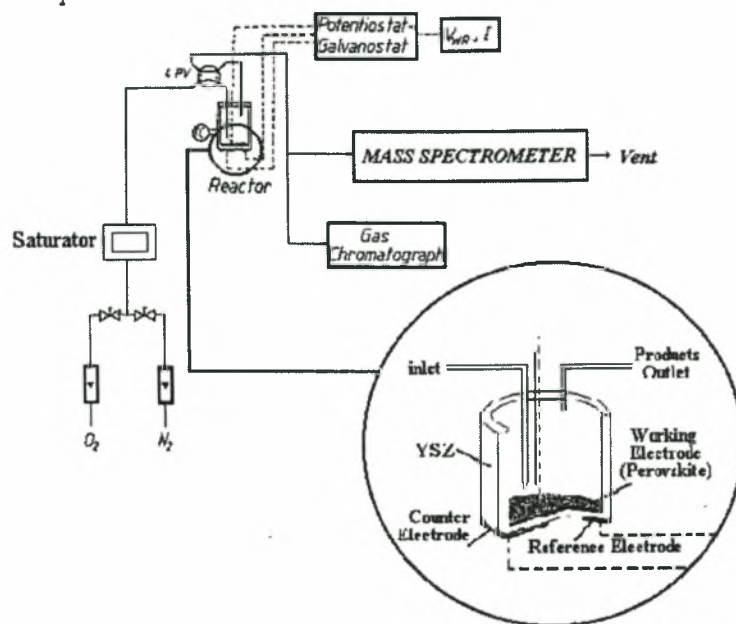 Potentiostat
Galvanostat
V_WR, I
4 PV
Reactor
MASS SPECTROMETER
Vent
Gas
Chromatograph
Saturator
O₂
N₂
inlet
Products
Outlet
YSZ
Working
Electrode
(Perovskite)
Counter
Electrode
Reference Electrode